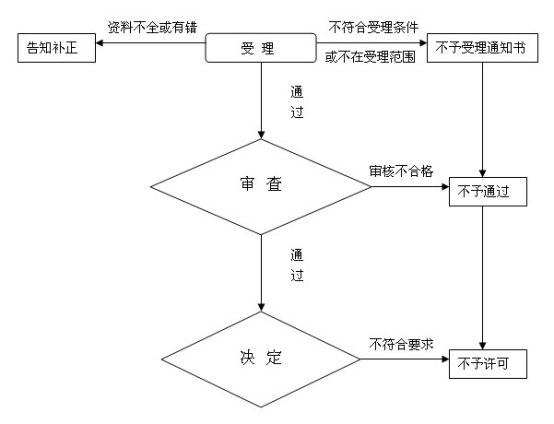 资料不全或有错
不符合受理条件
告知补正
受 理
不予受理通知书
或不在受理范围
通
过
审核不合格
审 查
不予通过
通
过
不符合要求
决 定
不予许可